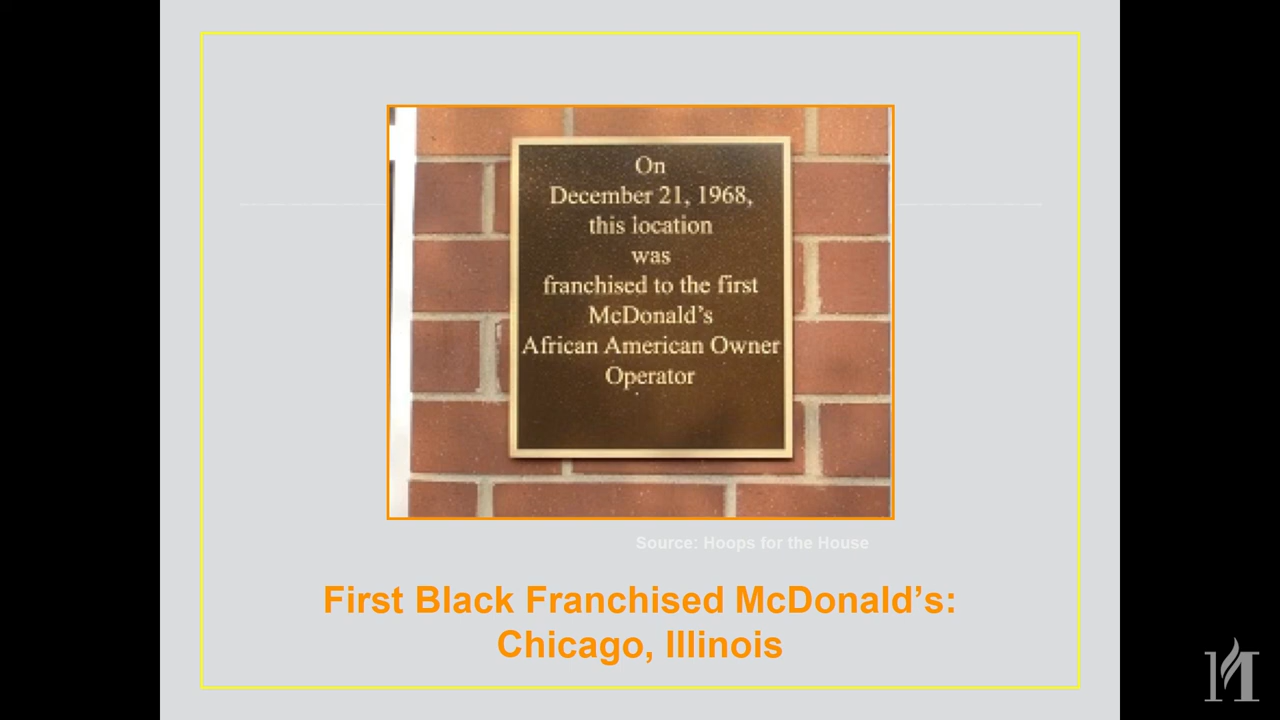 On
December 21, 1968,
this location
was
franchised to the first
McDonald’s
African American Owner
Operator
Source: Hoops for the House
First Black Franchised McDonald’s:
Chicago, Illinois